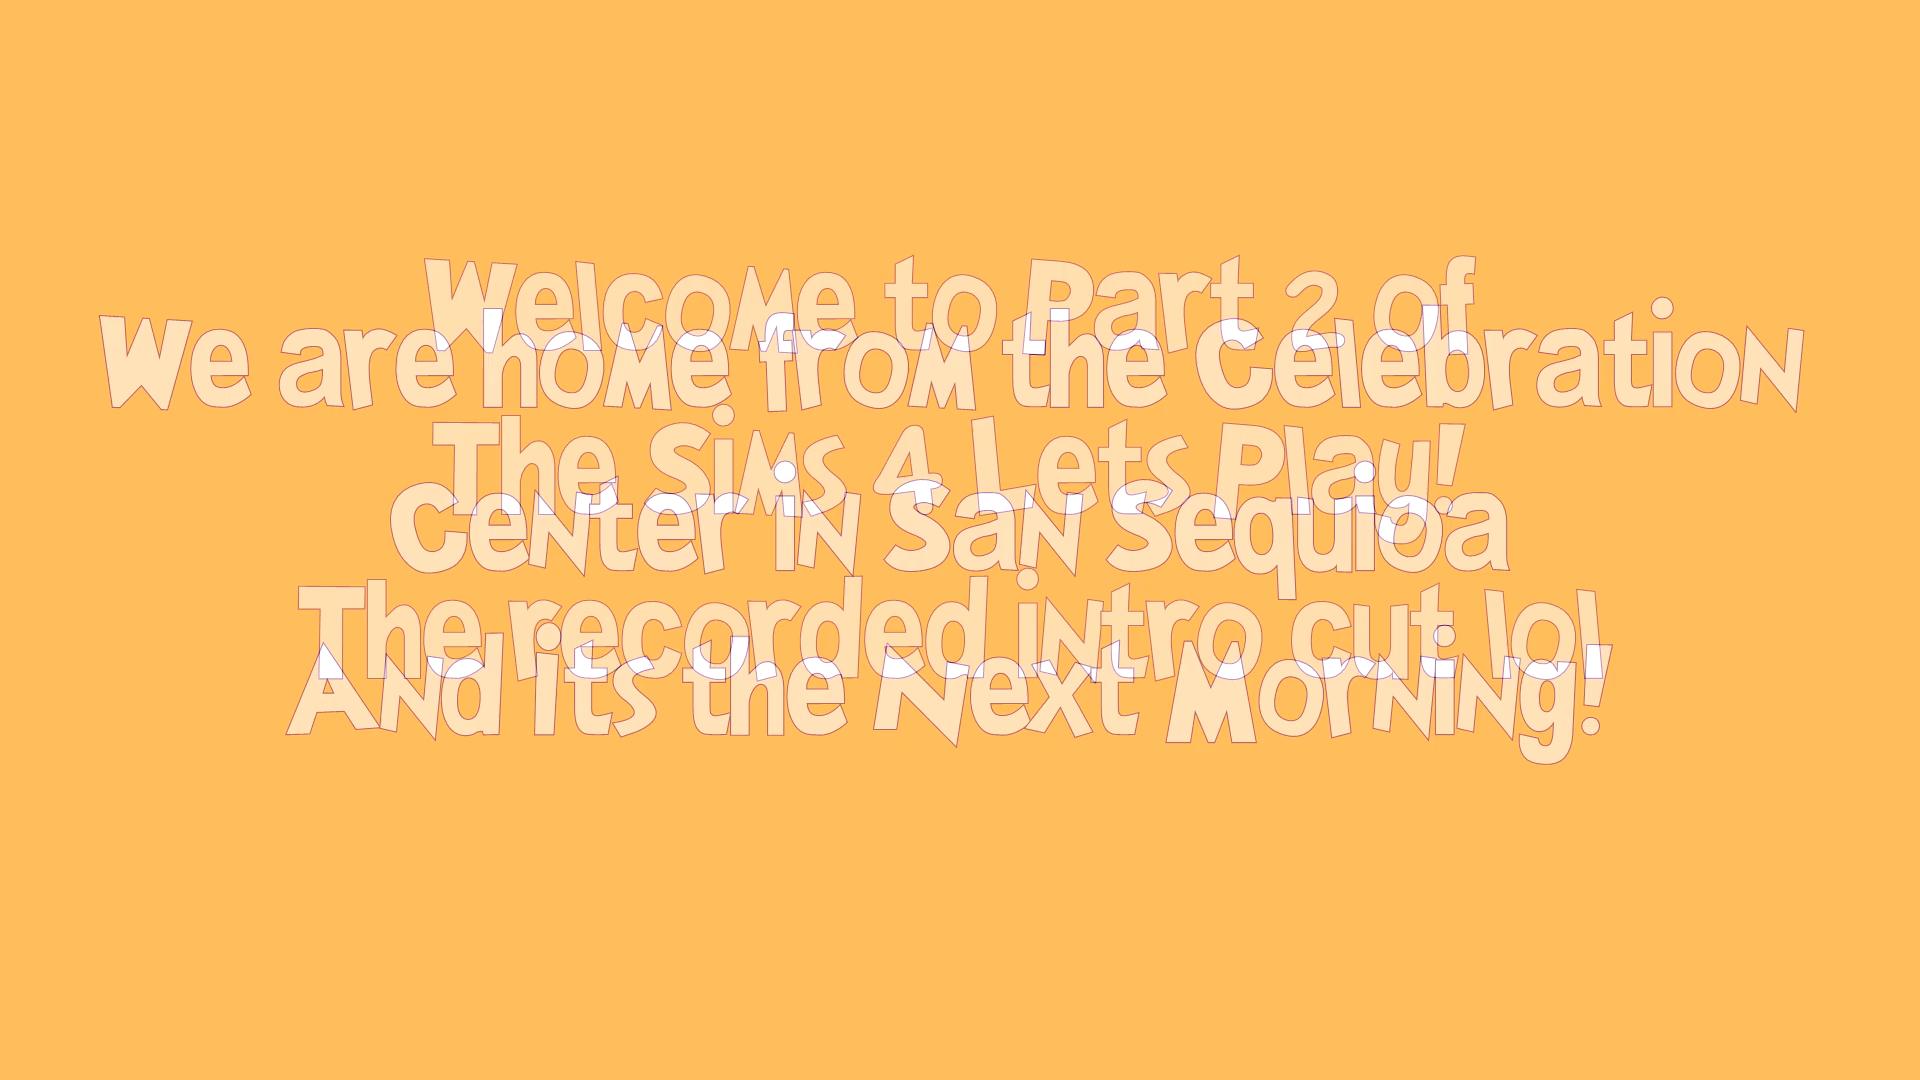 Welcome to Part 2 of
We are home from the Celebration
The Sims 4 Lets Play!
Center in San Sequioa
The recorded intro cut lo!
And its the Next Morning!